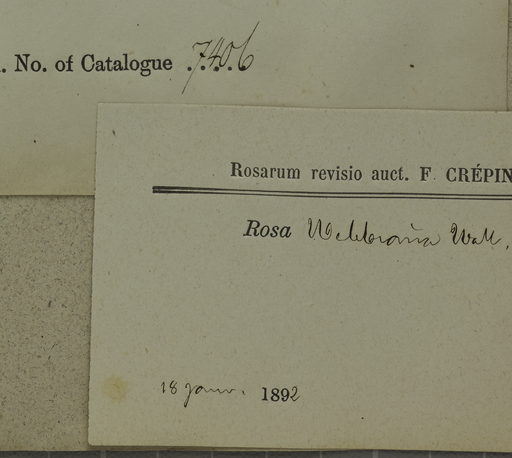 . No. of Catalogue 7406
Rosarum revisio auct. F. CRÉPIN
Rosa Webbiana Wall.
18 janv. 1892